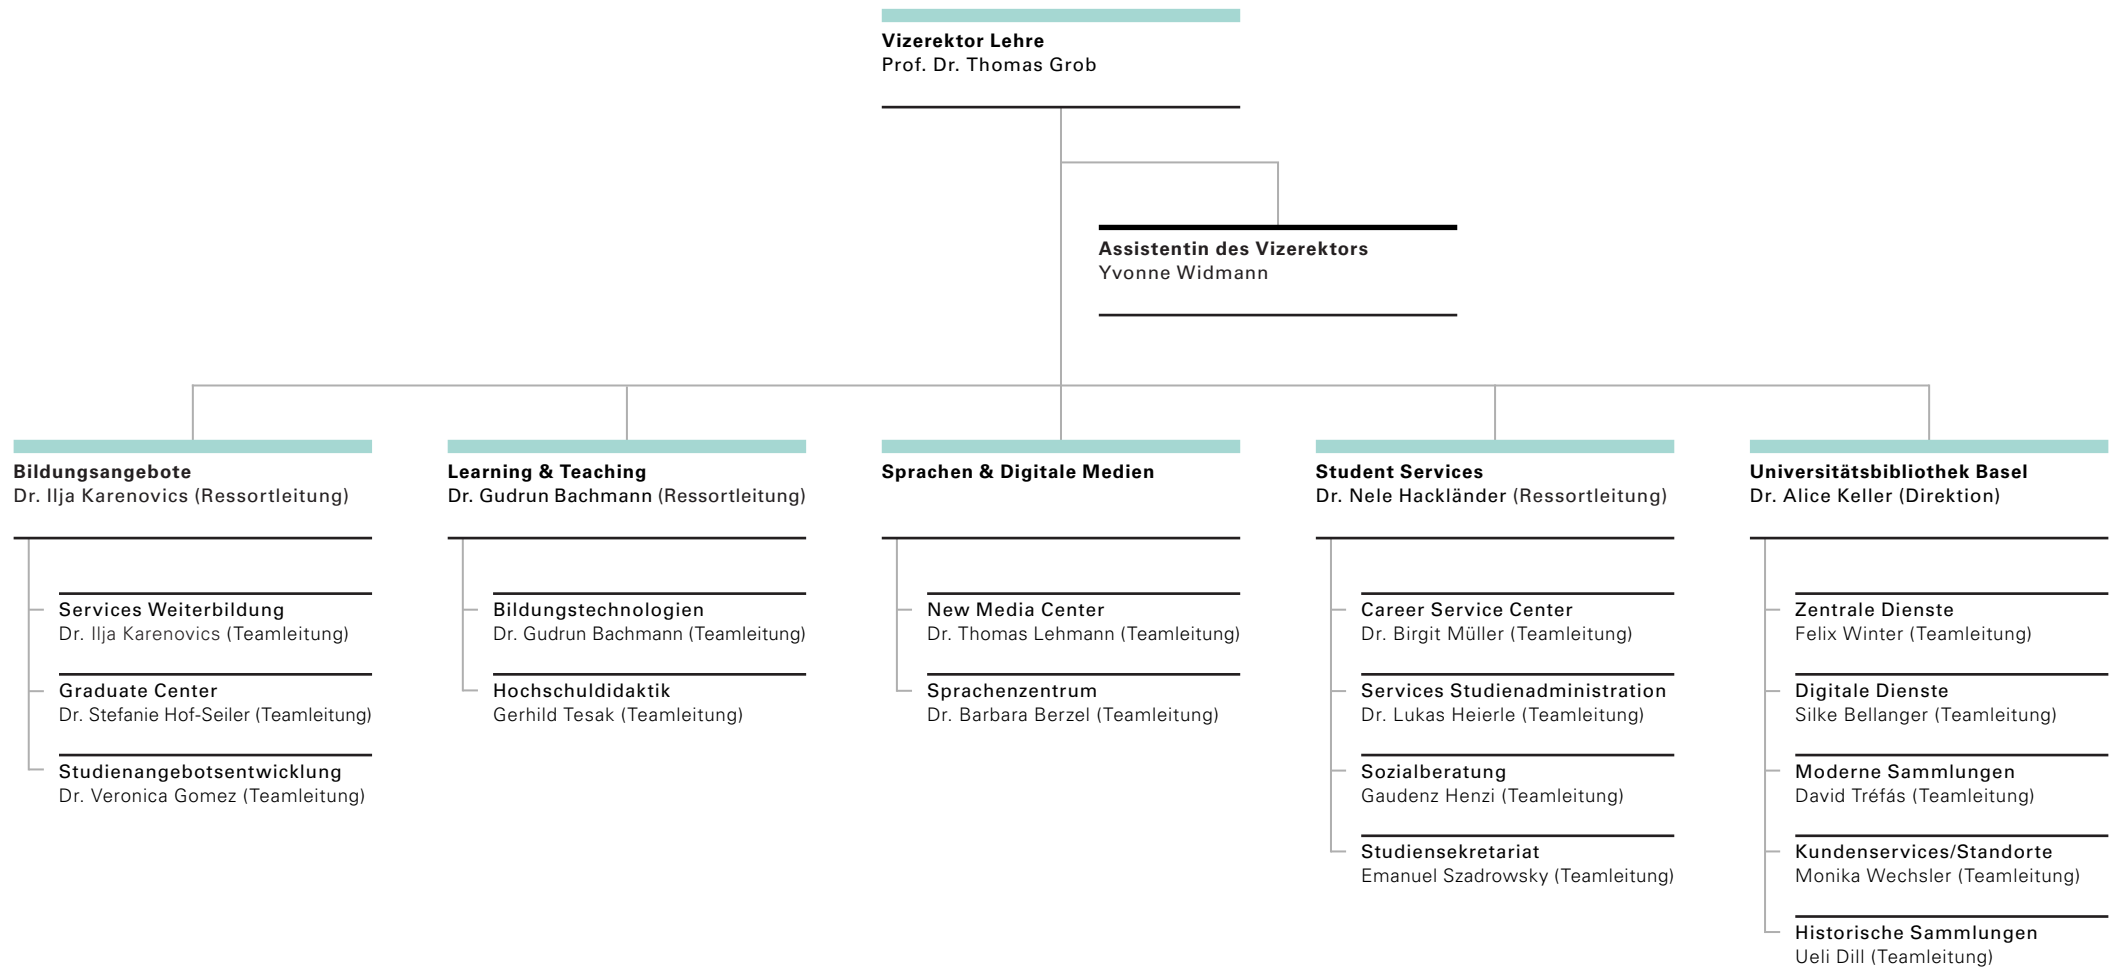 Vizerektor Lehre
Prof. Dr. Thomas Grob
Assistentin des Vizerektors
Yvonne Widmann
Bildungsangebote
Dr. Ilja Karenovics (Ressortleitung)
Services Weiterbildung
Dr. Ilja Karenovics (Teamleitung)
Graduate Center
Dr. Stefanie Hof-Seiler (Teamleitung)
Studienangebotsentwicklung
Dr. Veronica Gomez (Teamleitung)
Learning & Teaching
Dr. Gudrun Bachmann (Ressortleitung)
Bildungstechnologien
Dr. Gudrun Bachmann (Teamleitung)
Hochschuldidaktik
Gerhild Tesak (Teamleitung)
Sprachen & Digitale Medien
New Media Center
Dr. Thomas Lehmann (Teamleitung)
Sprachenzentrum
Dr. Barbara Berzel (Teamleitung)
Student Services
Dr. Nele Hackländer (Ressortleitung)
Career Service Center
Dr. Birgit Müller (Teamleitung)
Services Studienadministration
Dr. Lukas Heierle (Teamleitung)
Sozialberatung
Gaudenz Henzi (Teamleitung)
Studiensekretariat
Emanuel Szadrowsky (Teamleitung)
Universitätsbibliothek Basel
Dr. Alice Keller (Direktion)
Zentrale Dienste
Felix Winter (Teamleitung)
Digitale Dienste
Silke Bellanger (Teamleitung)
Moderne Sammlungen
David Tréfás (Teamleitung)
Kundenservices/Standorte
Monika Wechsler (Teamleitung)
Historische Sammlungen
Ueli Dill (Teamleitung)